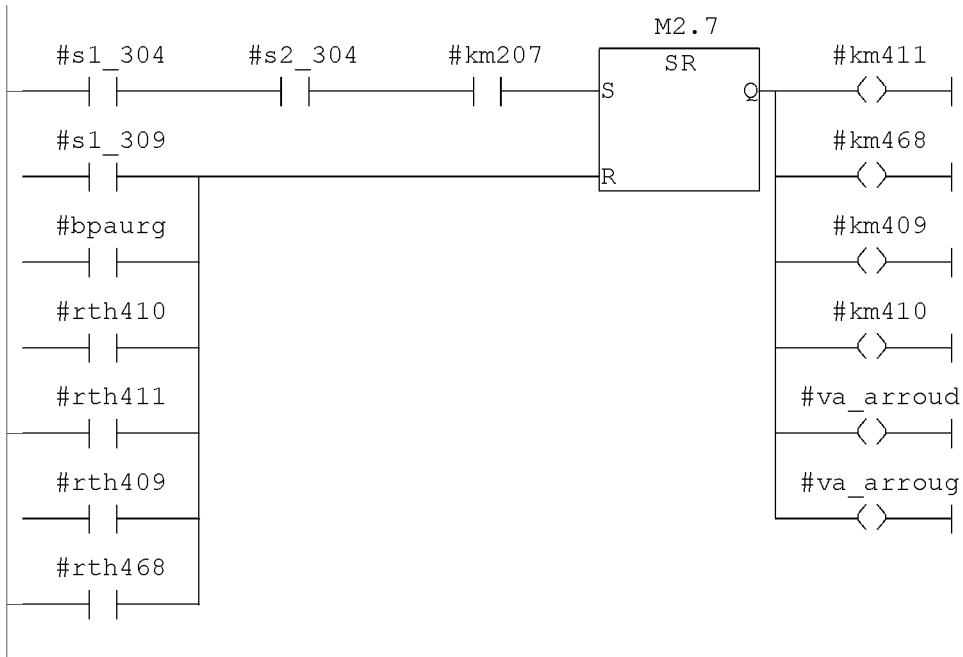 M2.7
#s1_304 #s2_304 #km207 SR #km411
S Q
#s1_309 #km468
R
#bpaurg #km409
#rth410 #km410
#rth411 #va_arroud
#rth409 #va_arroug
#rth468